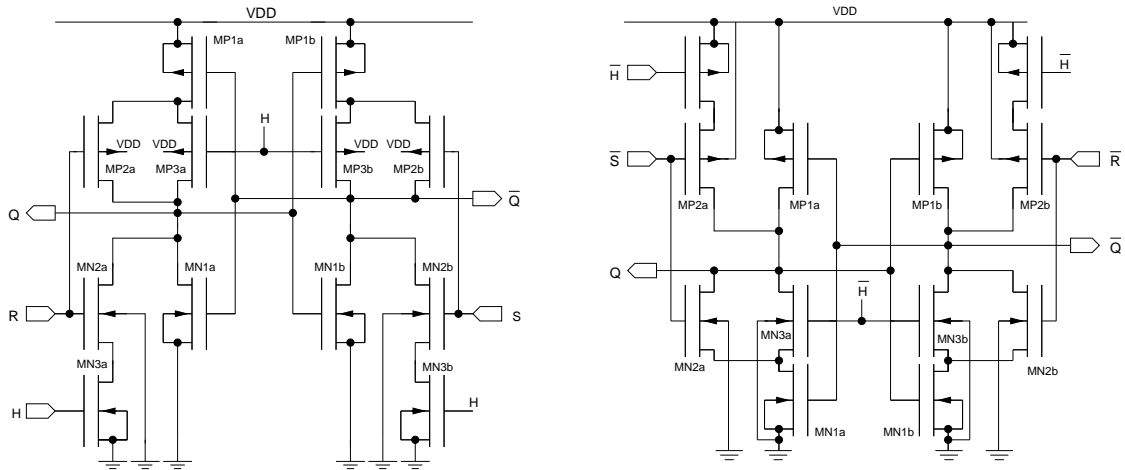 VDD
MP1a
MP1b
H
VDD
VDD
VDD
VDD
MP2a
MP3a
MP3b
MP2b
Q
Q̅
MN2a
MN1a
MN1b
MN2b
R
S
MN3a
MN3b
H
H
VDD
H̅
H̅
S̅
R̅
MP2a
MP1a
MP1b
MP2b
Q̅
Q
H̅
MN3a
MN3b
MN2a
MN2b
MN1a
MN1b